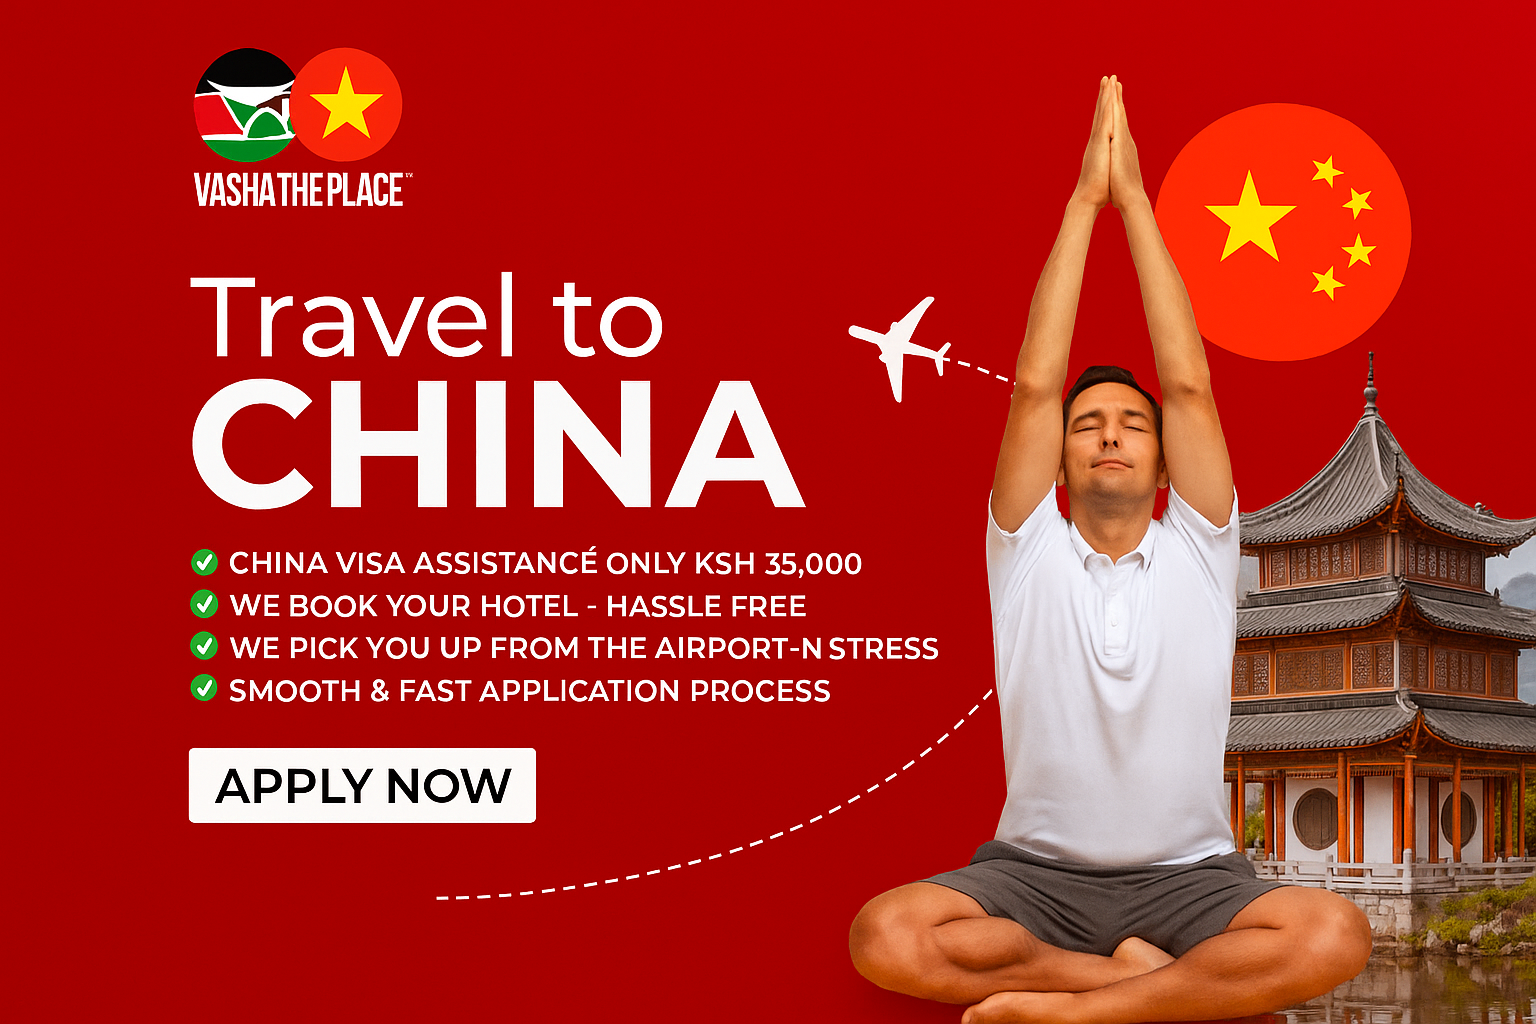 VASHA THE PLACE™
Travel to
CHINA
CHINA VISA ASSISTANCÉ ONLY KSH 35,000
WE BOOK YOUR HOTEL - HASSLE FREE
WE PICK YOU UP FROM THE AIRPORT-N STRESS
SMOOTH & FAST APPLICATION PROCESS
APPLY NOW